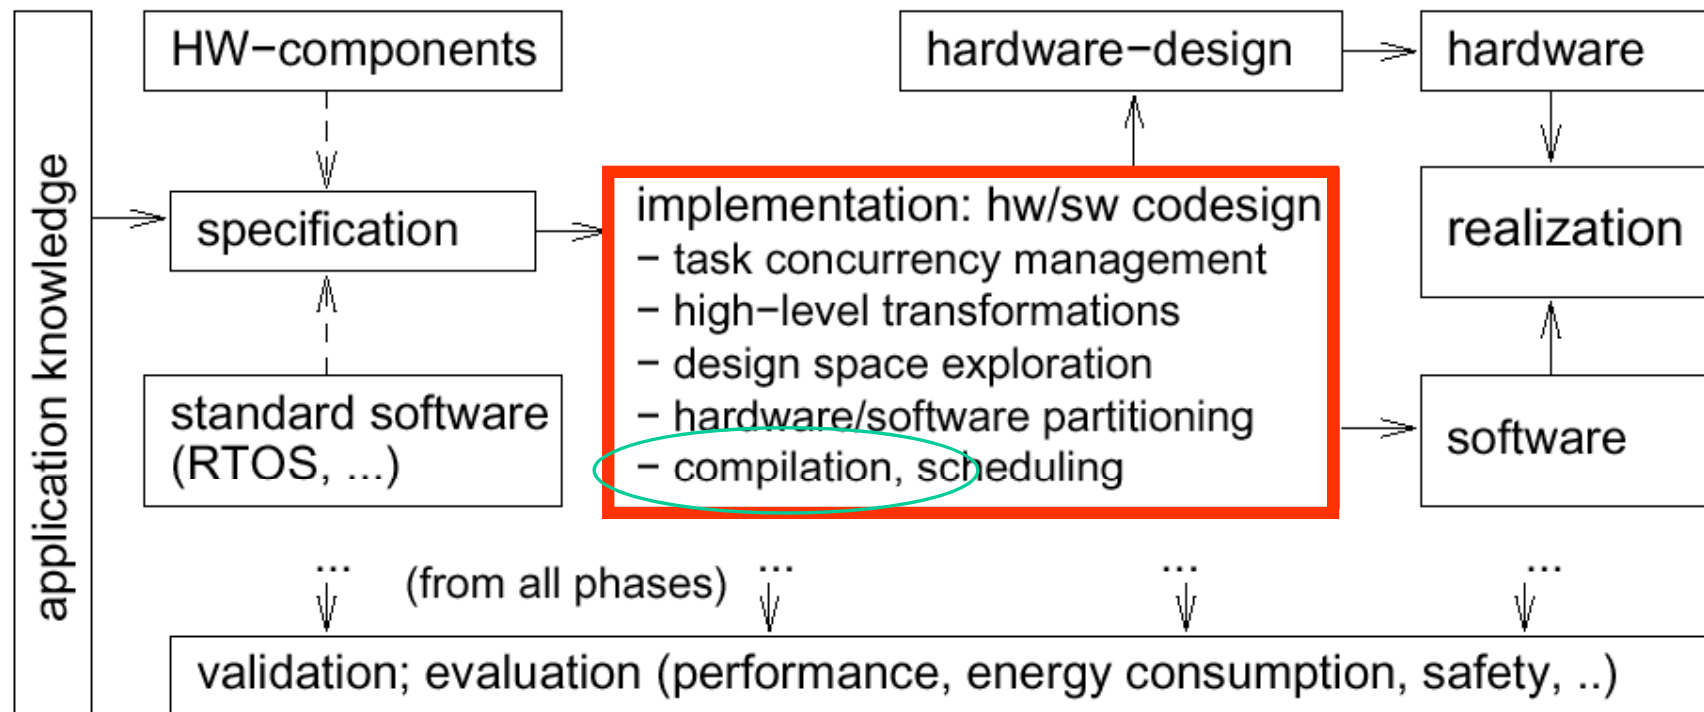 application knowledge
HW−components
hardware−design
hardware
specification
implementation: hw/sw codesign
− task concurrency management
− high−level transformations
− design space exploration
− hardware/software partitioning
− compilation, scheduling
realization
standard software
(RTOS, ...)
software
...
(from all phases)
...
...
...
validation; evaluation (performance, energy consumption, safety, ..)